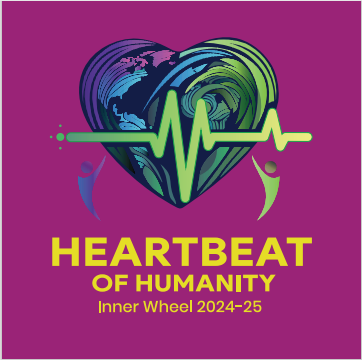 HEARTBEAT
OF HUMANITY
Inner Wheel 2024-25